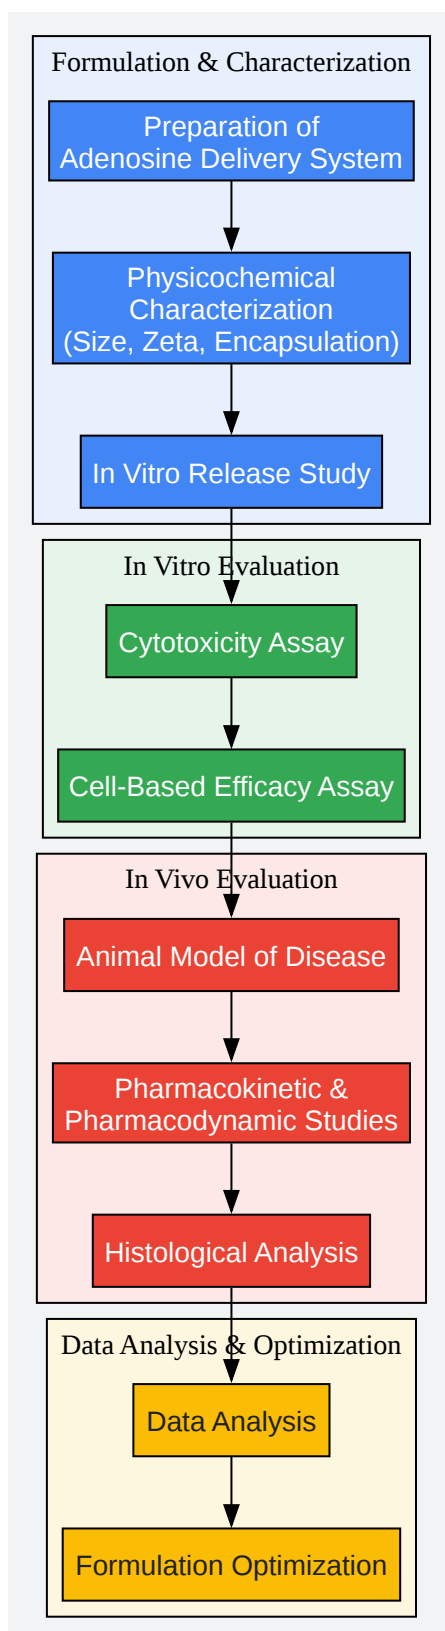 Formulation & Characterization
Preparation of
Adenosine Delivery System
Physicochemical
Characterization
(Size, Zeta, Encapsulation)
In Vitro Release Study
In Vitro Evaluation
Cytotoxicity Assay
Cell-Based Efficacy Assay
In Vivo Evaluation
Animal Model of Disease
Pharmacokinetic &
Pharmacodynamic Studies
Histological Analysis
Data Analysis & Optimization
Data Analysis
Formulation Optimization